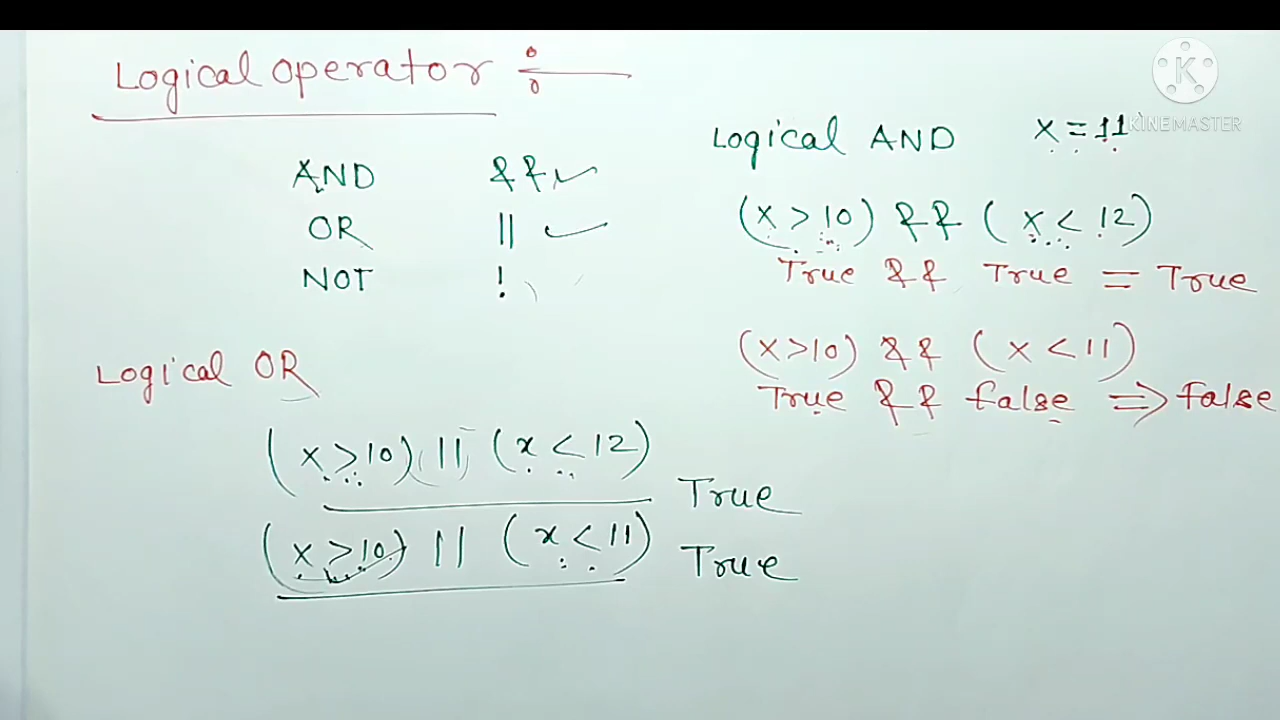 Logical operator :
AND &&
OR ||
NOT !
Logical OR
(x>10) || (x<12) True
(x>10) || (x<11) True
Logical AND x=11
(x>10) && (x<12)
True && True = True
(x>10) && (x<11)
True && false => false
K
KINEMASTER